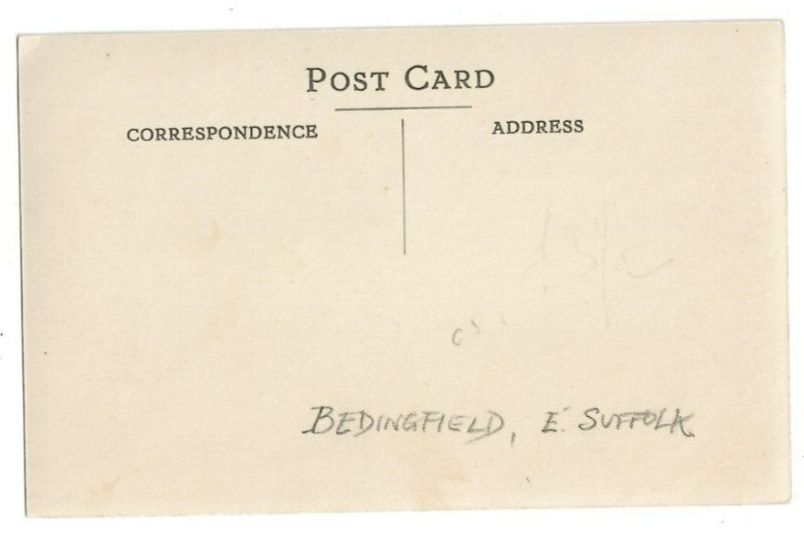 POST CARD
CORRESPONDENCE
ADDRESS
BEDINGFIELD, E. SUFFOLK